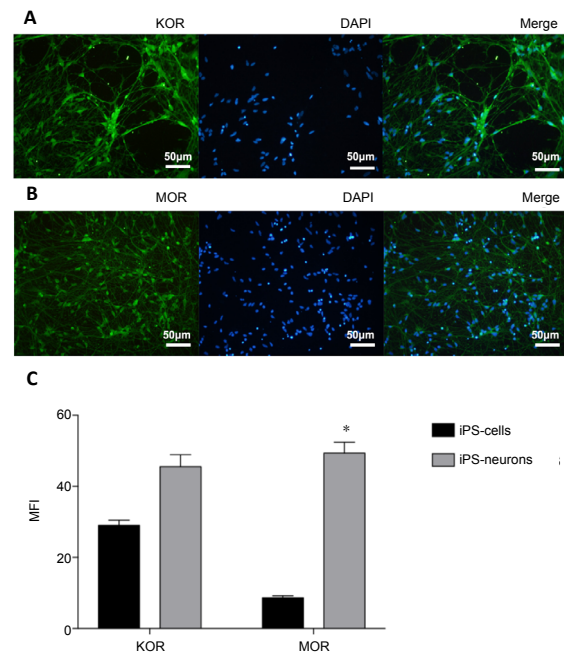 A
KOR DAPI Merge
50µm 50µm 50µm
B
MOR DAPI Merge
50µm 50µm 50µm
C
60
40
20
0
MFI
*
iPS-cells
iPS-neurons
KOR MOR